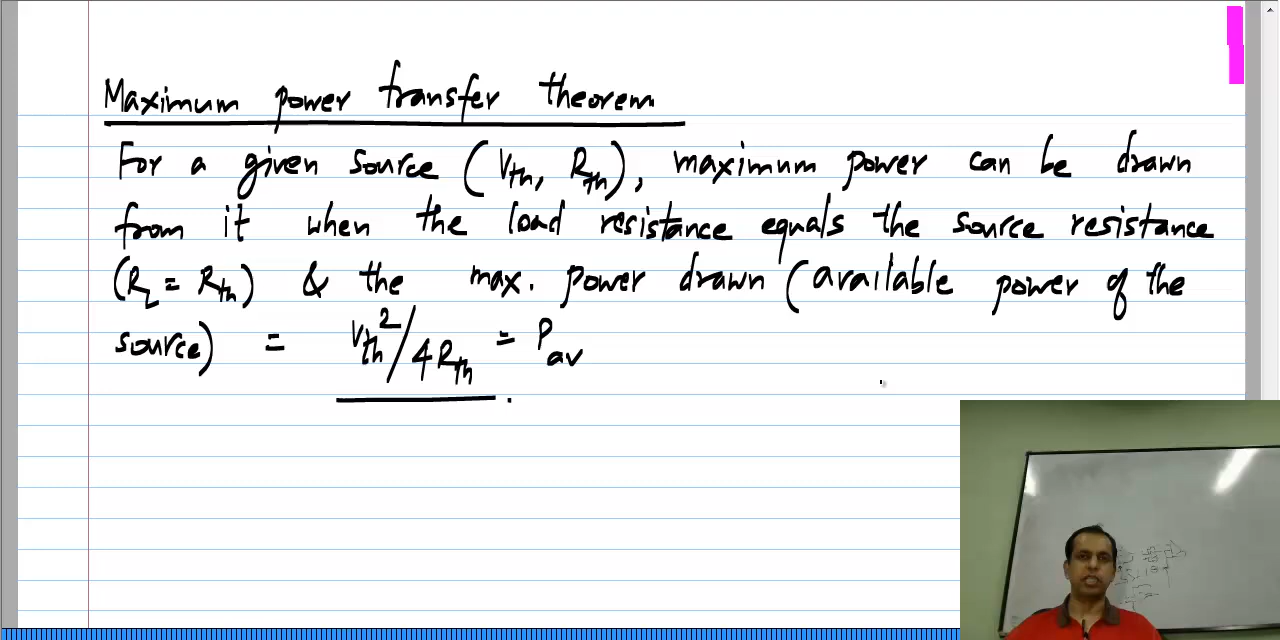 Maximum power transfer theorem
For a given source (Vth, Rth), maximum power can be drawn
from it when the load resistance equals the source resistance
(RL = Rth) & the max. power drawn (available power of the
source) = Vth²/4Rth = Pav.